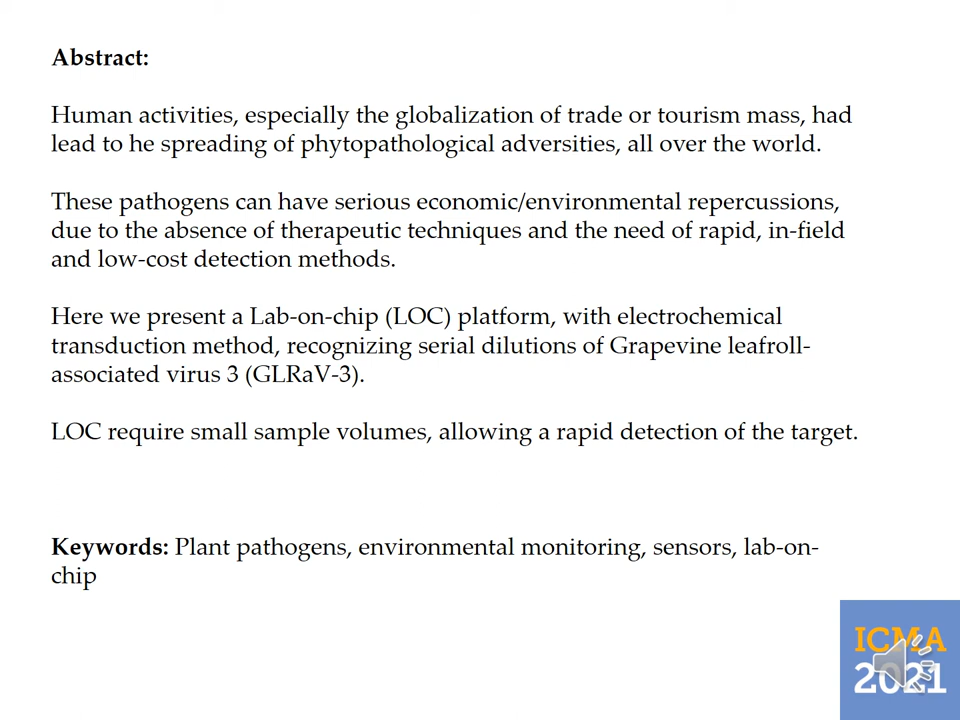 Abstract:
Human activities, especially the globalization of trade or tourism mass, had
lead to he spreading of phytopathological adversities, all over the world.
These pathogens can have serious economic/environmental repercussions,
due to the absence of therapeutic techniques and the need of rapid, in-field
and low-cost detection methods.
Here we present a Lab-on-chip (LOC) platform, with electrochemical
transduction method, recognizing serial dilutions of Grapevine leafroll-
associated virus 3 (GLRaV-3).
LOC require small sample volumes, allowing a rapid detection of the target.
Keywords: Plant pathogens, environmental monitoring, sensors, lab-on-
chip
ICMA
2021